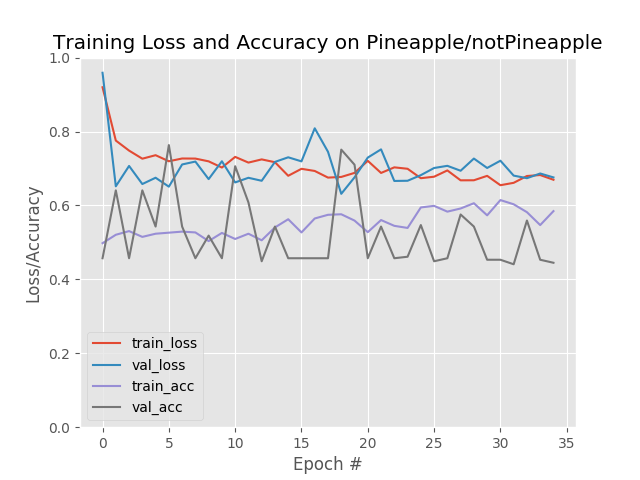 Training Loss and Accuracy on Pineapple/notPineapple
1.0
0.8
0.6
0.4
0.2
0.0
Loss/Accuracy
train_loss
val_loss
train_acc
val_acc
0 5 10 15 20 25 30 35
Epoch #